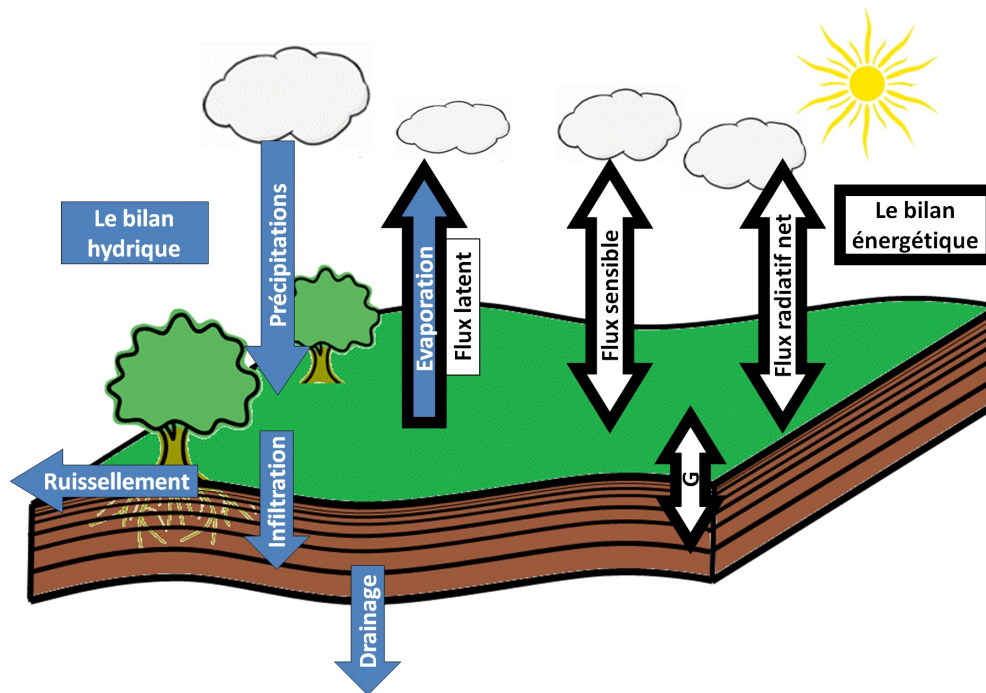 Le bilan
hydrique
Précipitations
Evaporation
Flux latent
Flux sensible
Flux radiatif net
Le bilan
énergétique
Ruissellement
Infiltration
G
Drainage